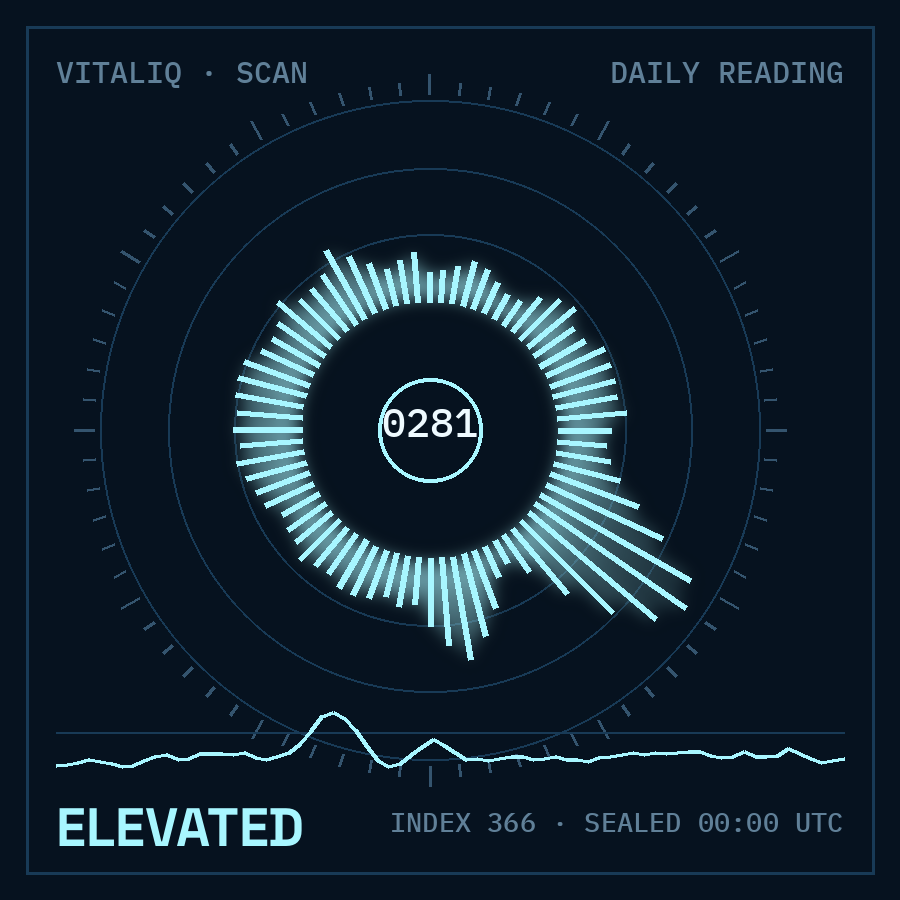 VITALIQ · SCAN
DAILY READING
0281
ELEVATED
INDEX 366 · SEALED 00:00 UTC